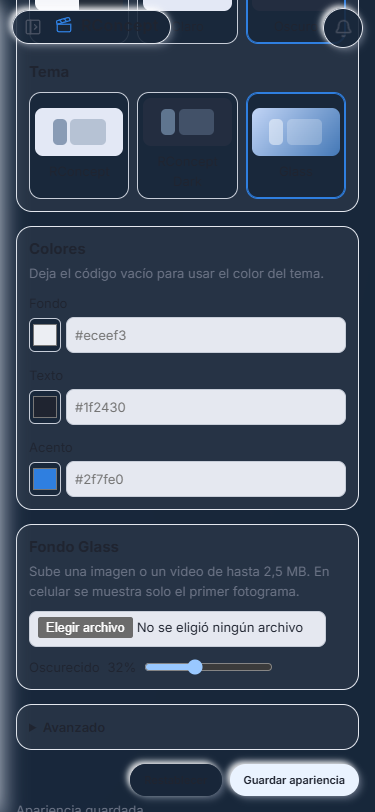 Tema
Colores
Deja el código vacío para usar el color del tema.
Fondo
#eceef3
Texto
#1f2430
Acento
#2f7fe0
Fondo Glass
Sube una imagen o un video de hasta 2,5 MB. En
celular se muestra solo el primer fotograma.
Elegir archivo No se eligió ningún archivo
Oscurecido 32%
Avanzado
Guardar apariencia
Apariencia guardada